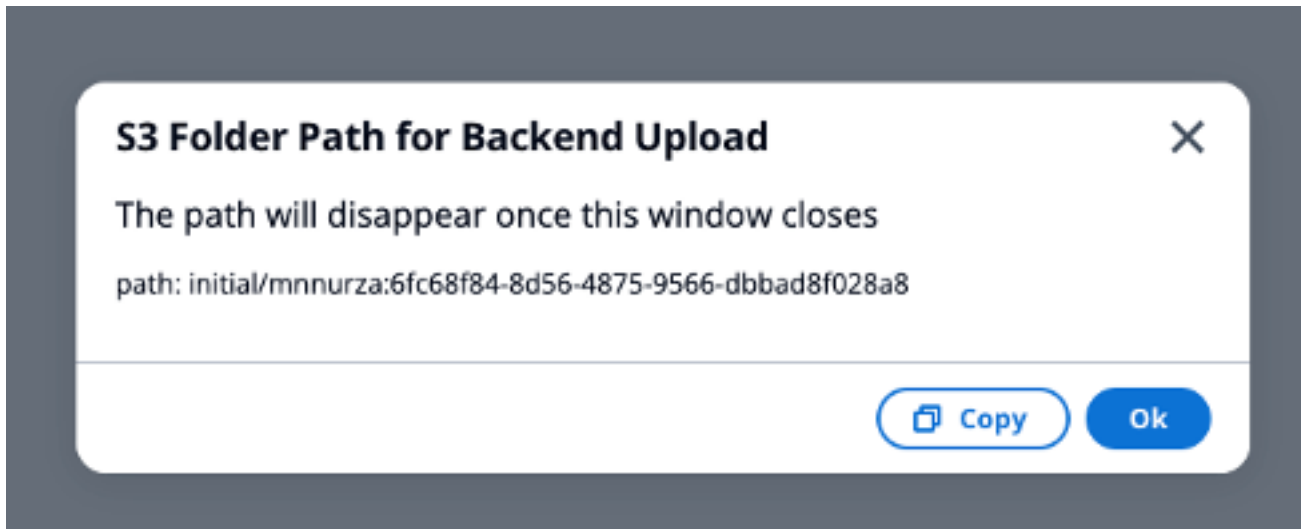 S3 Folder Path for Backend Upload
The path will disappear once this window closes
path: initial/mnnurza:6fc68f84-8d56-4875-9566-dbbad8f028a8
Copy
Ok